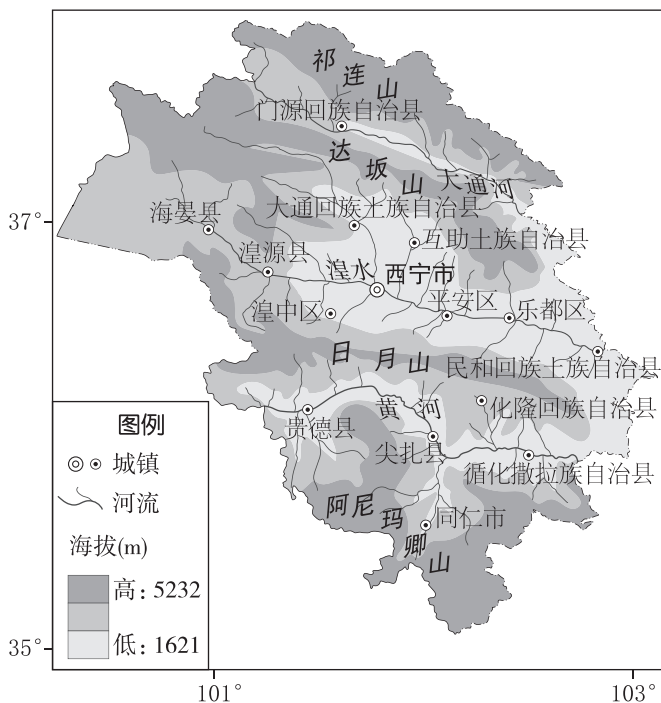 祁连山
门源回族自治县
达坂山
大通河
37°
海晏县
大通回族土族自治县
互助土族自治县
湟源县
湟水
西宁市
湟中区
平安区
乐都区
日月山
民和回族土族自治县
黄河
化隆回族自治县
贵德县
尖扎县
循化撒拉族自治县
阿尼玛卿山
同仁市
图例
城镇
河流
海拔(m)
高：5232
低：1621
35°
101°
103°